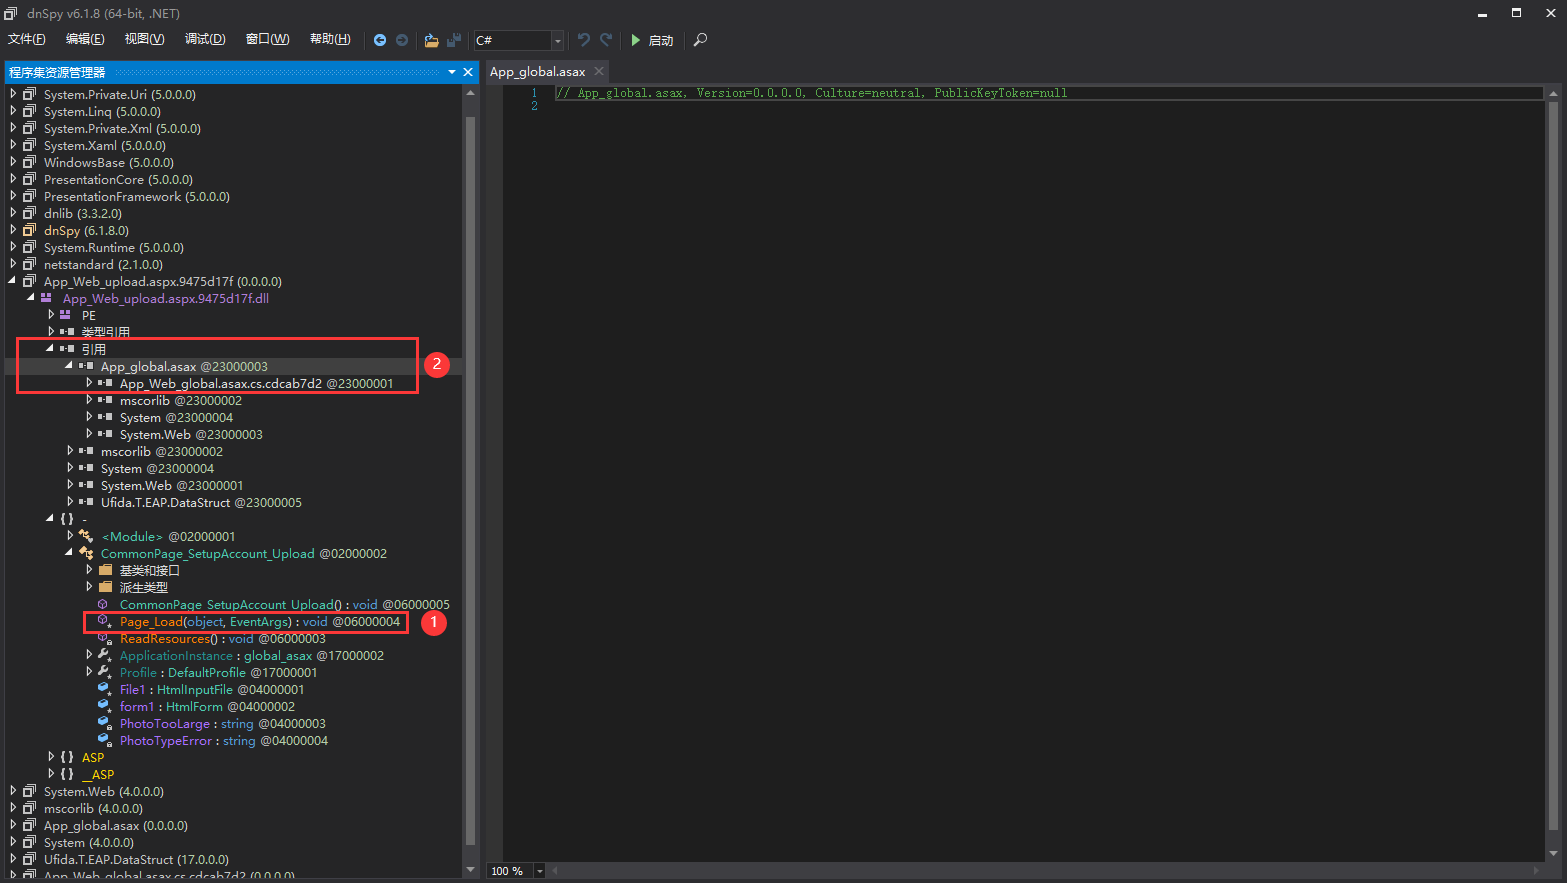 dnSpy v6.1.8 (64-bit, .NET)
文件(F) 编辑(E) 视图(V) 调试(D) 窗口(W) 帮助(H) C# 启动
程序集资源管理器
System.Private.Uri (5.0.0.0)
System.Linq (5.0.0.0)
System.Private.Xml (5.0.0.0)
System.Xaml (5.0.0.0)
WindowsBase (5.0.0.0)
PresentationCore (5.0.0.0)
PresentationFramework (5.0.0.0)
dnlib (3.3.2.0)
dnSpy (6.1.8.0)
System.Runtime (5.0.0.0)
netstandard (2.1.0.0)
App_Web_upload.aspx.9475d17f (0.0.0.0)
App_Web_upload.aspx.9475d17f.dll
PE
类型引用
引用
App_global.asax @23000003
2
App_Web_global.asax.cs.cdcab7d2 @23000001
mscorlib @23000002
System @23000004
System.Web @23000003
mscorlib @23000002
System @23000004
System.Web @23000001
Ufida.T.EAP.DataStruct @23000005
{ } -
<Module> @02000001
CommonPage_SetupAccount_Upload @02000002
基类和接口
派生类型
CommonPage_SetupAccount_Upload() : void @06000005
Page_Load(object, EventArgs) : void @06000004
1
ReadResources() : void @06000003
ApplicationInstance : global_asax @17000002
Profile : DefaultProfile @17000001
File1 : HtmlInputFile @04000001
form1 : HtmlForm @04000002
PhotoTooLarge : string @04000003
PhotoTypeError : string @04000004
{ } ASP
{ } __ASP
System.Web (4.0.0.0)
mscorlib (4.0.0.0)
App_global.asax (0.0.0.0)
System (4.0.0.0)
Ufida.T.EAP.DataStruct (17.0.0.0)
App_Web_global.asax.cs.cdcab7d2 (0.0.0.0)
App_global.asax
1 // App_global.asax, Version=0.0.0.0, Culture=neutral, PublicKeyToken=null
2
100 %